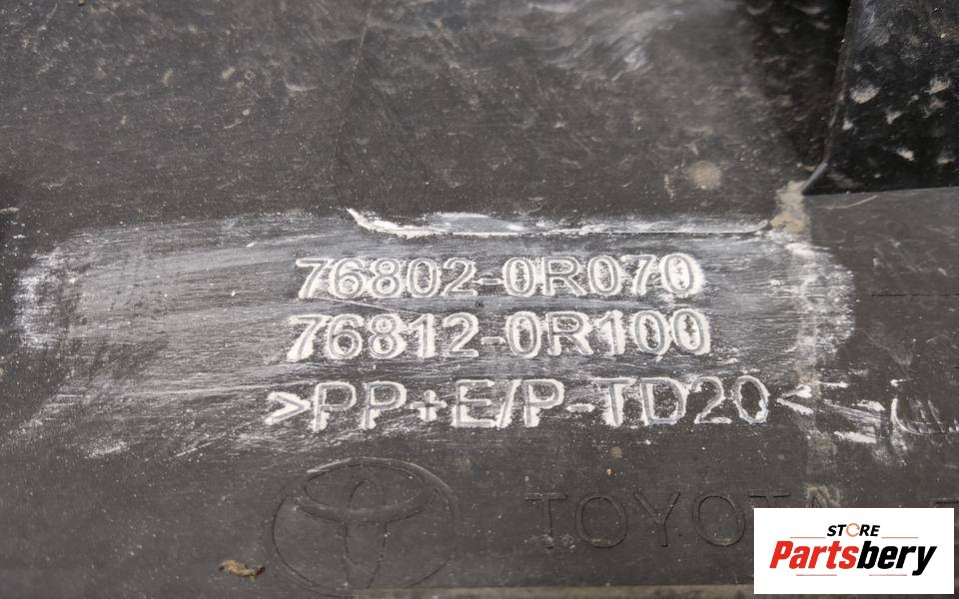 76802-0R070
76812-0R100
>PP+E/P-TD20<
TOYOTA
STORE
Partsbery